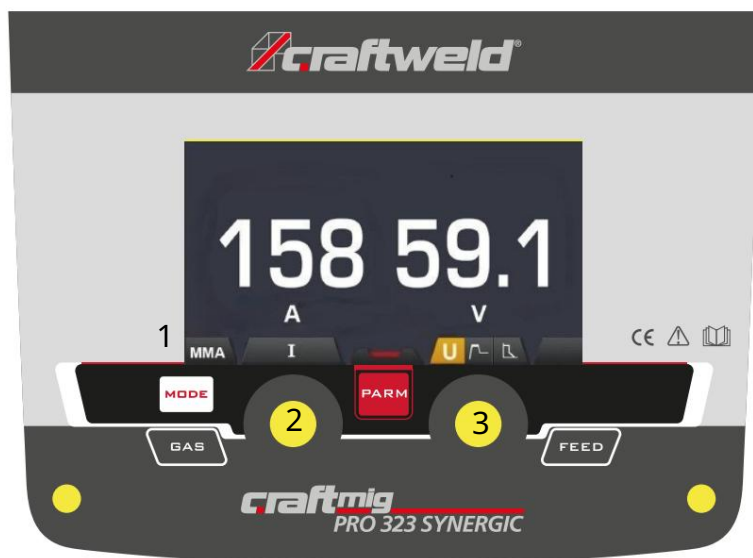 craftweld®
158 59.1
A V
1
MMA I U
CE
MODE 2 PARM 3
GAS FEED
craftmig
PRO 323 SYNERGIC